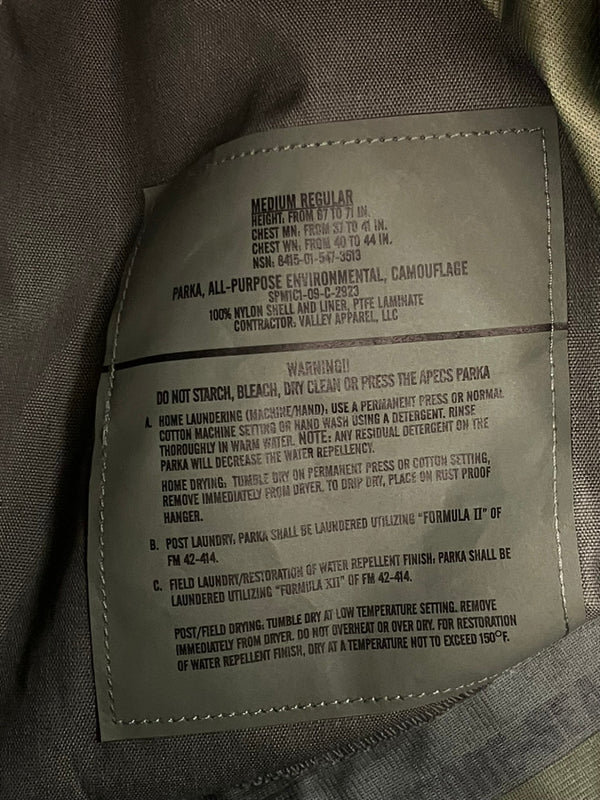 MEDIUM REGULAR
HEIGHT: FROM 67 TO 71 IN.
CHEST MN: FROM 37 TO 41 IN.
CHEST WN: FROM 40 TO 44 IN.
NSN: 8415-01-547-3513
PARKA, ALL-PURPOSE ENVIRONMENTAL, CAMOUFLAGE
SPM1C1-09-C-2923
100% NYLON SHELL AND LINER, PTFE LAMINATE
CONTRACTOR: VALLEY APPAREL, LLC
WARNING!!
DO NOT STARCH, BLEACH, DRY CLEAN OR PRESS THE APECS PARKA
A. HOME LAUNDERING (MACHINE/HAND): USE A PERMANENT PRESS OR NORMAL
COTTON MACHINE SETTING OR HAND WASH USING A DETERGENT. RINSE
THOROUGHLY IN WARM WATER. NOTE: ANY RESIDUAL DETERGENT ON THE
PARKA WILL DECREASE THE WATER REPELLENCY.
HOME DRYING: TUMBLE DRY ON PERMANENT PRESS OR COTTON SETTING,
REMOVE IMMEDIATELY FROM DRYER. TO DRIP DRY, PLACE ON RUST PROOF
HANGER.
B. POST LAUNDRY, PARKA SHALL BE LAUNDERED UTILIZING "FORMULA II" OF
FM 42-414.
C. FIELD LAUNDRY/RESTORATION OF WATER REPELLENT FINISH; PARKA SHALL BE
LAUNDERED UTILIZING "FORMULA XII" OF FM 42-414.
POST/FIELD DRYING: TUMBLE DRY AT LOW TEMPERATURE SETTING. REMOVE
IMMEDIATELY FROM DRYER. DO NOT OVERHEAT OR OVER DRY. FOR RESTORATION
OF WATER REPELLENT FINISH, DRY AT A TEMPERATURE NOT TO EXCEED 150°F.